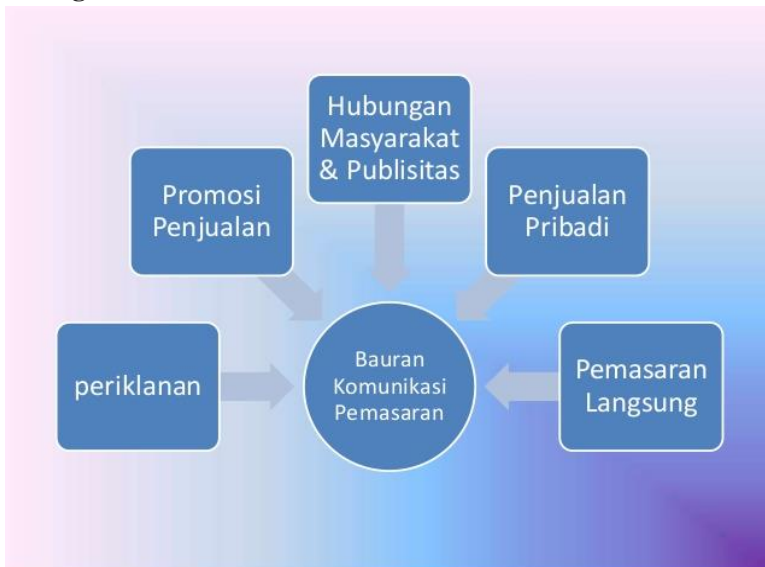 Hubungan
Masyarakat
& Publisitas
Promosi
Penjualan
Penjualan
Pribadi
periklanan
Bauran
Komunikasi
Pemasaran
Pemasaran
Langsung